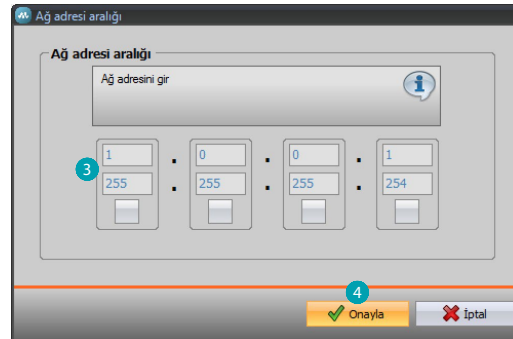 Ağ adresi aralığı
Ağ adresi aralığı
Ağ adresini gir
3
1 . 0 . 0 . 1
255 . 255 . 255 . 254
4
Onayla
İptal